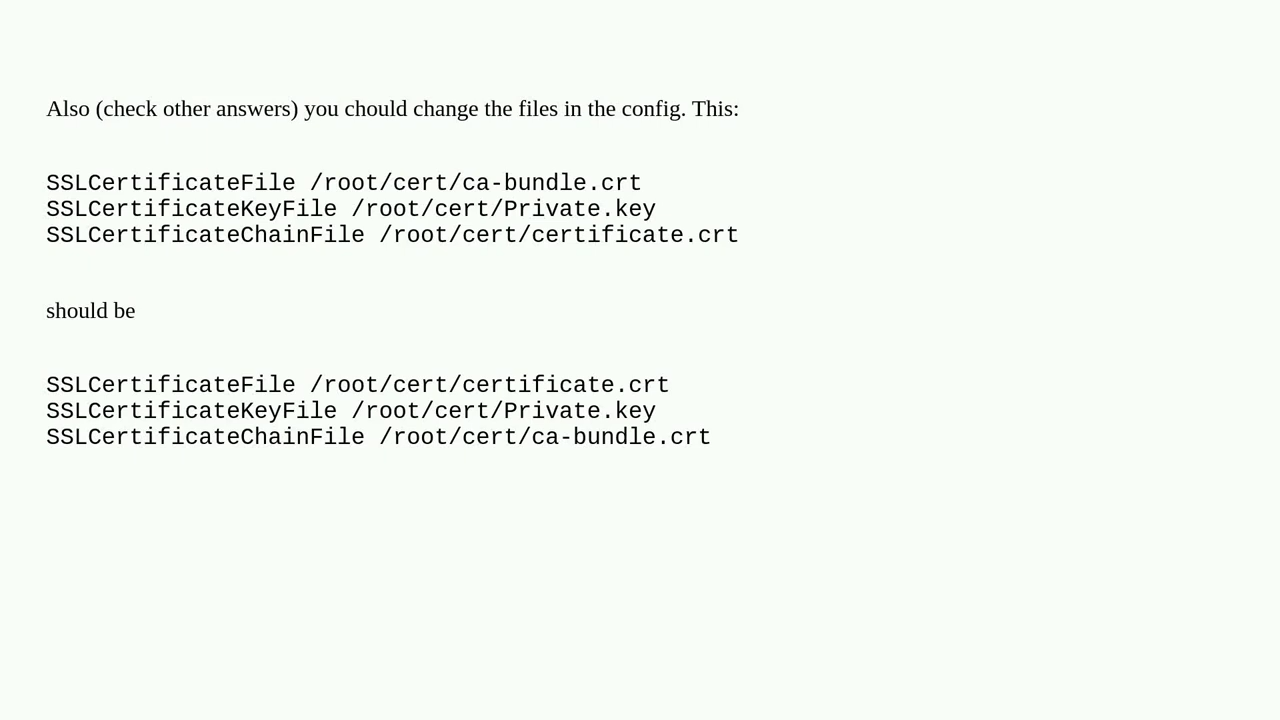 Also (check other answers) you chould change the files in the config. This:
SSLCertificateFile /root/cert/ca-bundle.crt
SSLCertificateKeyFile /root/cert/Private.key
SSLCertificateChainFile /root/cert/certificate.crt
should be
SSLCertificateFile /root/cert/certificate.crt
SSLCertificateKeyFile /root/cert/Private.key
SSLCertificateChainFile /root/cert/ca-bundle.crt